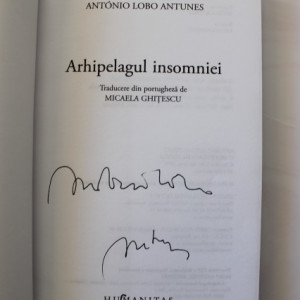 ANTÓNIO LOBO ANTUNES
Arhipelagul insomniei
Traducere din portugheză de
MICAELA GHIȚESCU
HUMANITAS